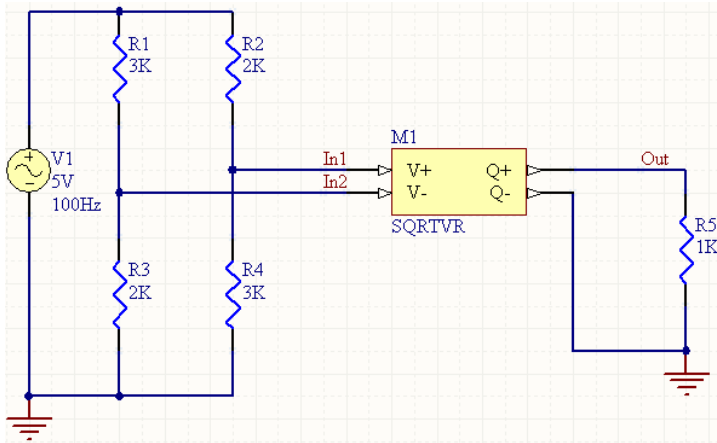 R1
3K
R2
2K
V1
+
-
5V
100Hz
In1
In2
M1
V+
V-
Q+
Q-
SQRTVR
Out
R5
1K
R3
2K
R4
3K